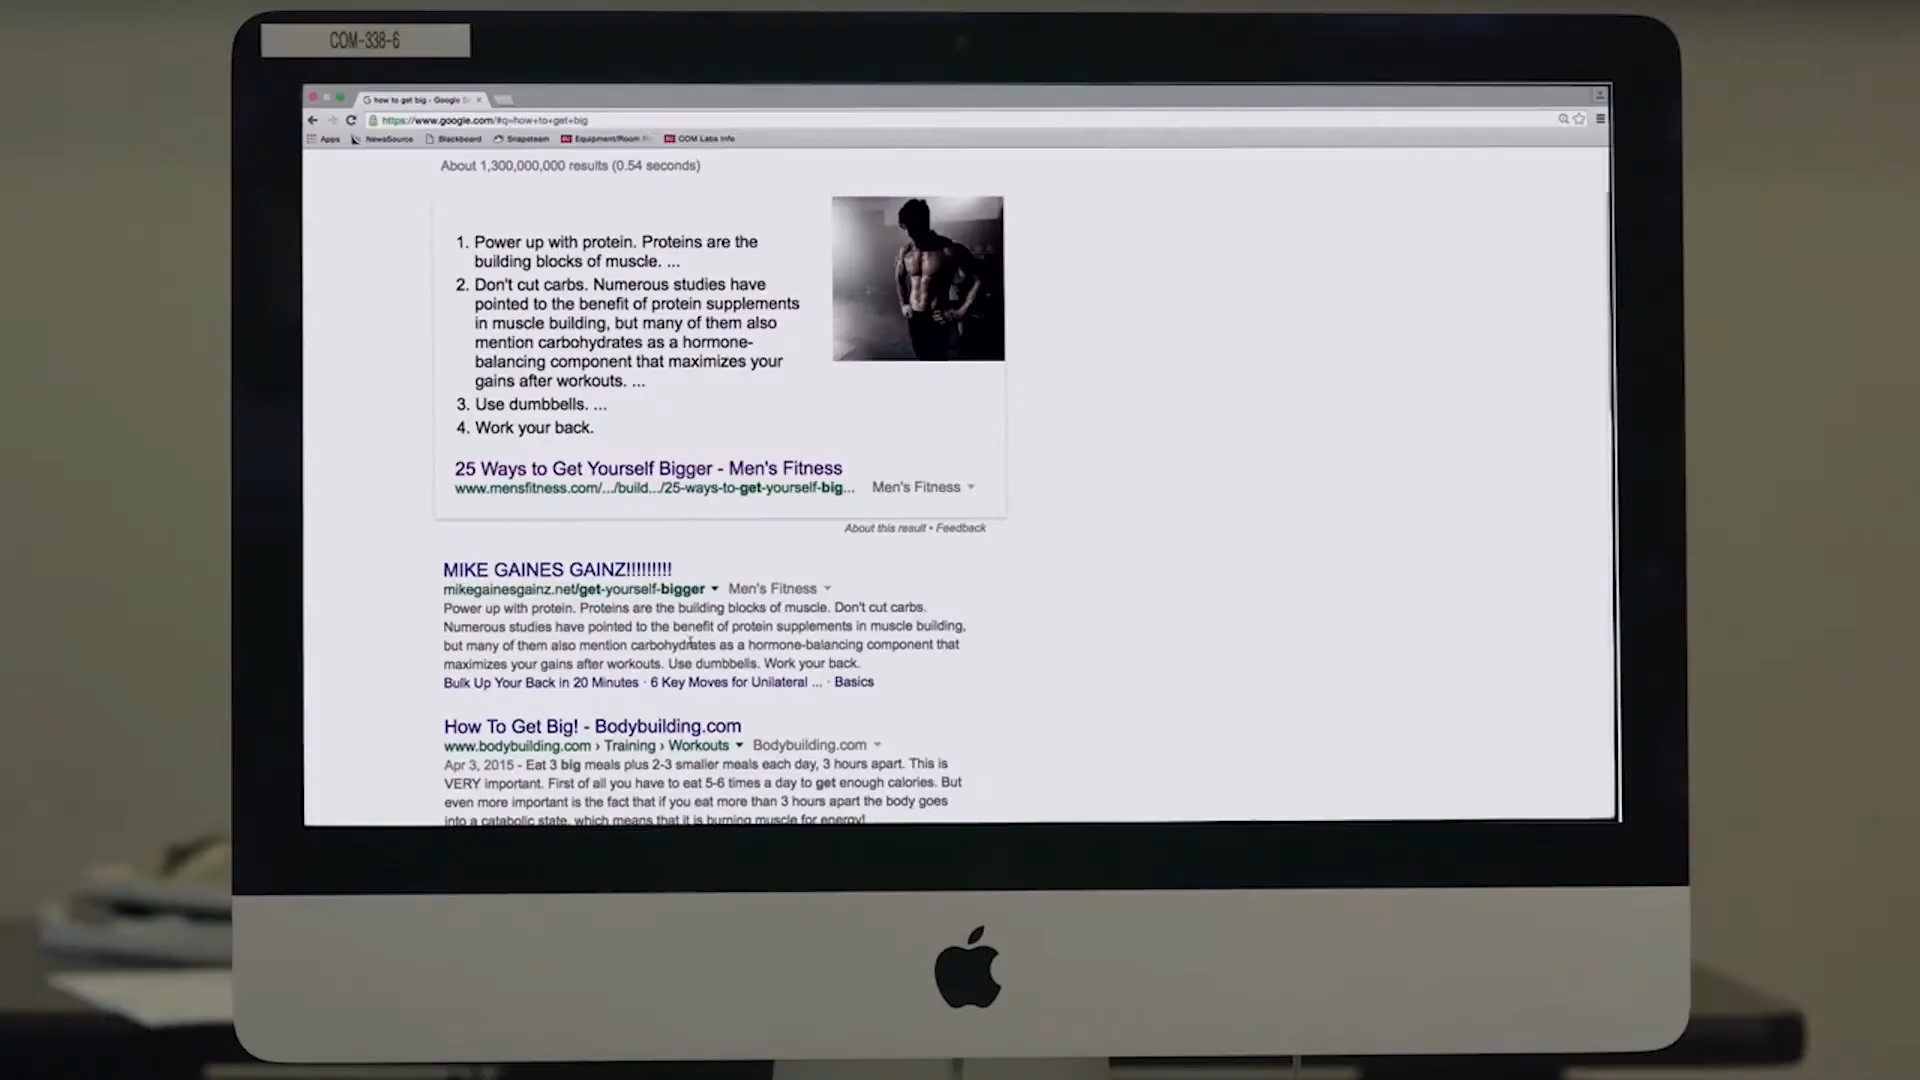 COM-338-6
how to get big - Google
https://www.google.com/#q=how+to+get+big
Apps NewsSource Blackboard Snapstream Equipment/Room COM Labs Info
About 1,300,000,000 results (0.54 seconds)
1. Power up with protein. Proteins are the
building blocks of muscle. ...
2. Don't cut carbs. Numerous studies have
pointed to the benefit of protein supplements
in muscle building, but many of them also
mention carbohydrates as a hormone-
balancing component that maximizes your
gains after workouts. ...
3. Use dumbbells. ...
4. Work your back.
25 Ways to Get Yourself Bigger - Men's Fitness
www.mensfitness.com/.../build.../25-ways-to-get-yourself-big... Men's Fitness
About this result • Feedback
MIKE GAINES GAINZ!!!!!!!!!
mikegainesgainz.net/get-yourself-bigger Men's Fitness
Power up with protein. Proteins are the building blocks of muscle. Don't cut carbs.
Numerous studies have pointed to the benefit of protein supplements in muscle building,
but many of them also mention carbohydrates as a hormone-balancing component that
maximizes your gains after workouts. Use dumbbells. Work your back.
Bulk Up Your Back in 20 Minutes · 6 Key Moves for Unilateral ... · Basics
How To Get Big! - Bodybuilding.com
www.bodybuilding.com › Training › Workouts Bodybuilding.com
Apr 3, 2015 - Eat 3 big meals plus 2-3 smaller meals each day, 3 hours apart. This is
VERY important. First of all you have to eat 5-6 times a day to get enough calories. But
even more important is the fact that if you eat more than 3 hours apart the body goes
into a catabolic state, which means that it is burning muscle for energy!